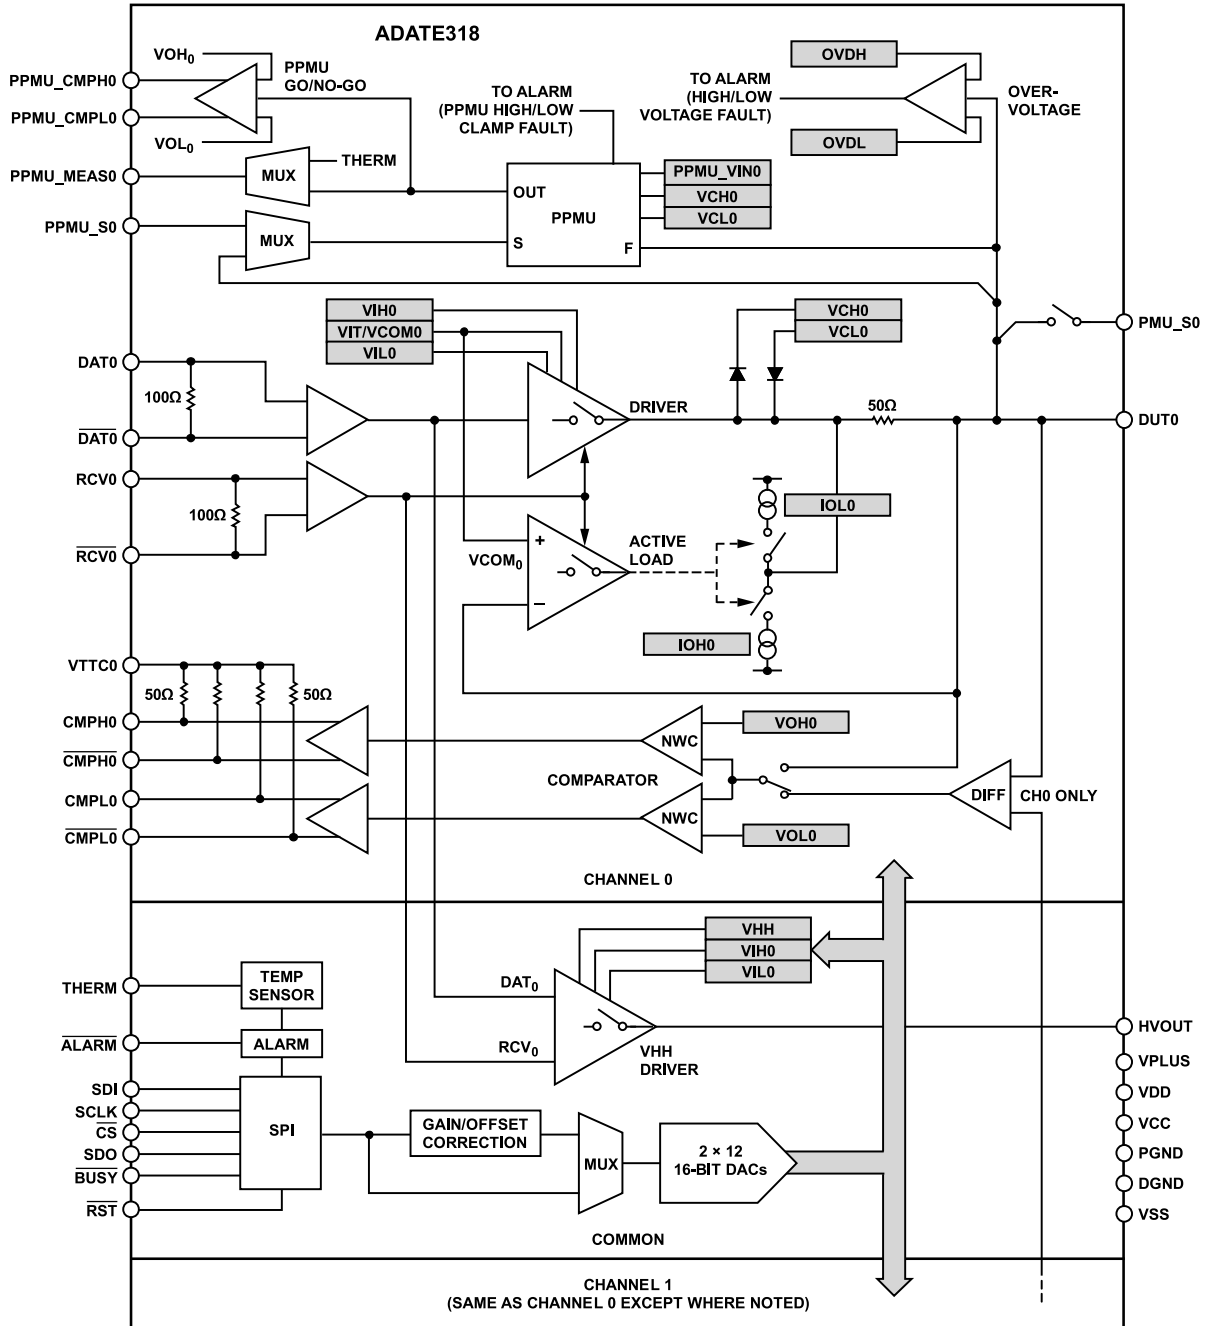 ADATE318
VOH0
PPMU
GO/NO-GO
PPMU_CMPH0
PPMU_CMPL0
VOL0
TO ALARM
(PPMU HIGH/LOW
CLAMP FAULT)
TO ALARM
(HIGH/LOW
VOLTAGE FAULT)
OVDH
OVER-
VOLTAGE
OVDL
PPMU_MEAS0
MUX
THERM
OUT
PPMU
S
F
PPMU_VIN0
VCH0
VCL0
PPMU_S0
MUX
VIH0
VIT/VCOM0
VIL0
VCH0
VCL0
PMU_S0
DAT0
100Ω
DAT0
DRIVER
50Ω
DUT0
RCV0
100Ω
RCV0
VCOM0
+
−
ACTIVE
LOAD
IOL0
IOH0
VTTC0
50Ω
50Ω
CMPH0
CMPH0
CMPL0
CMPL0
NWC
COMPARATOR
NWC
VOH0
VOL0
DIFF
CH0 ONLY
CHANNEL 0
VHH
VIH0
VIL0
THERM
TEMP
SENSOR
DAT0
RCV0
VHH
DRIVER
HVOUT
ALARM
ALARM
SDI
SCLK
CS
SDO
BUSY
RST
SPI
GAIN/OFFSET
CORRECTION
MUX
2 × 12
16-BIT DACs
VPLUS
VDD
VCC
PGND
DGND
VSS
COMMON
CHANNEL 1
(SAME AS CHANNEL 0 EXCEPT WHERE NOTED)